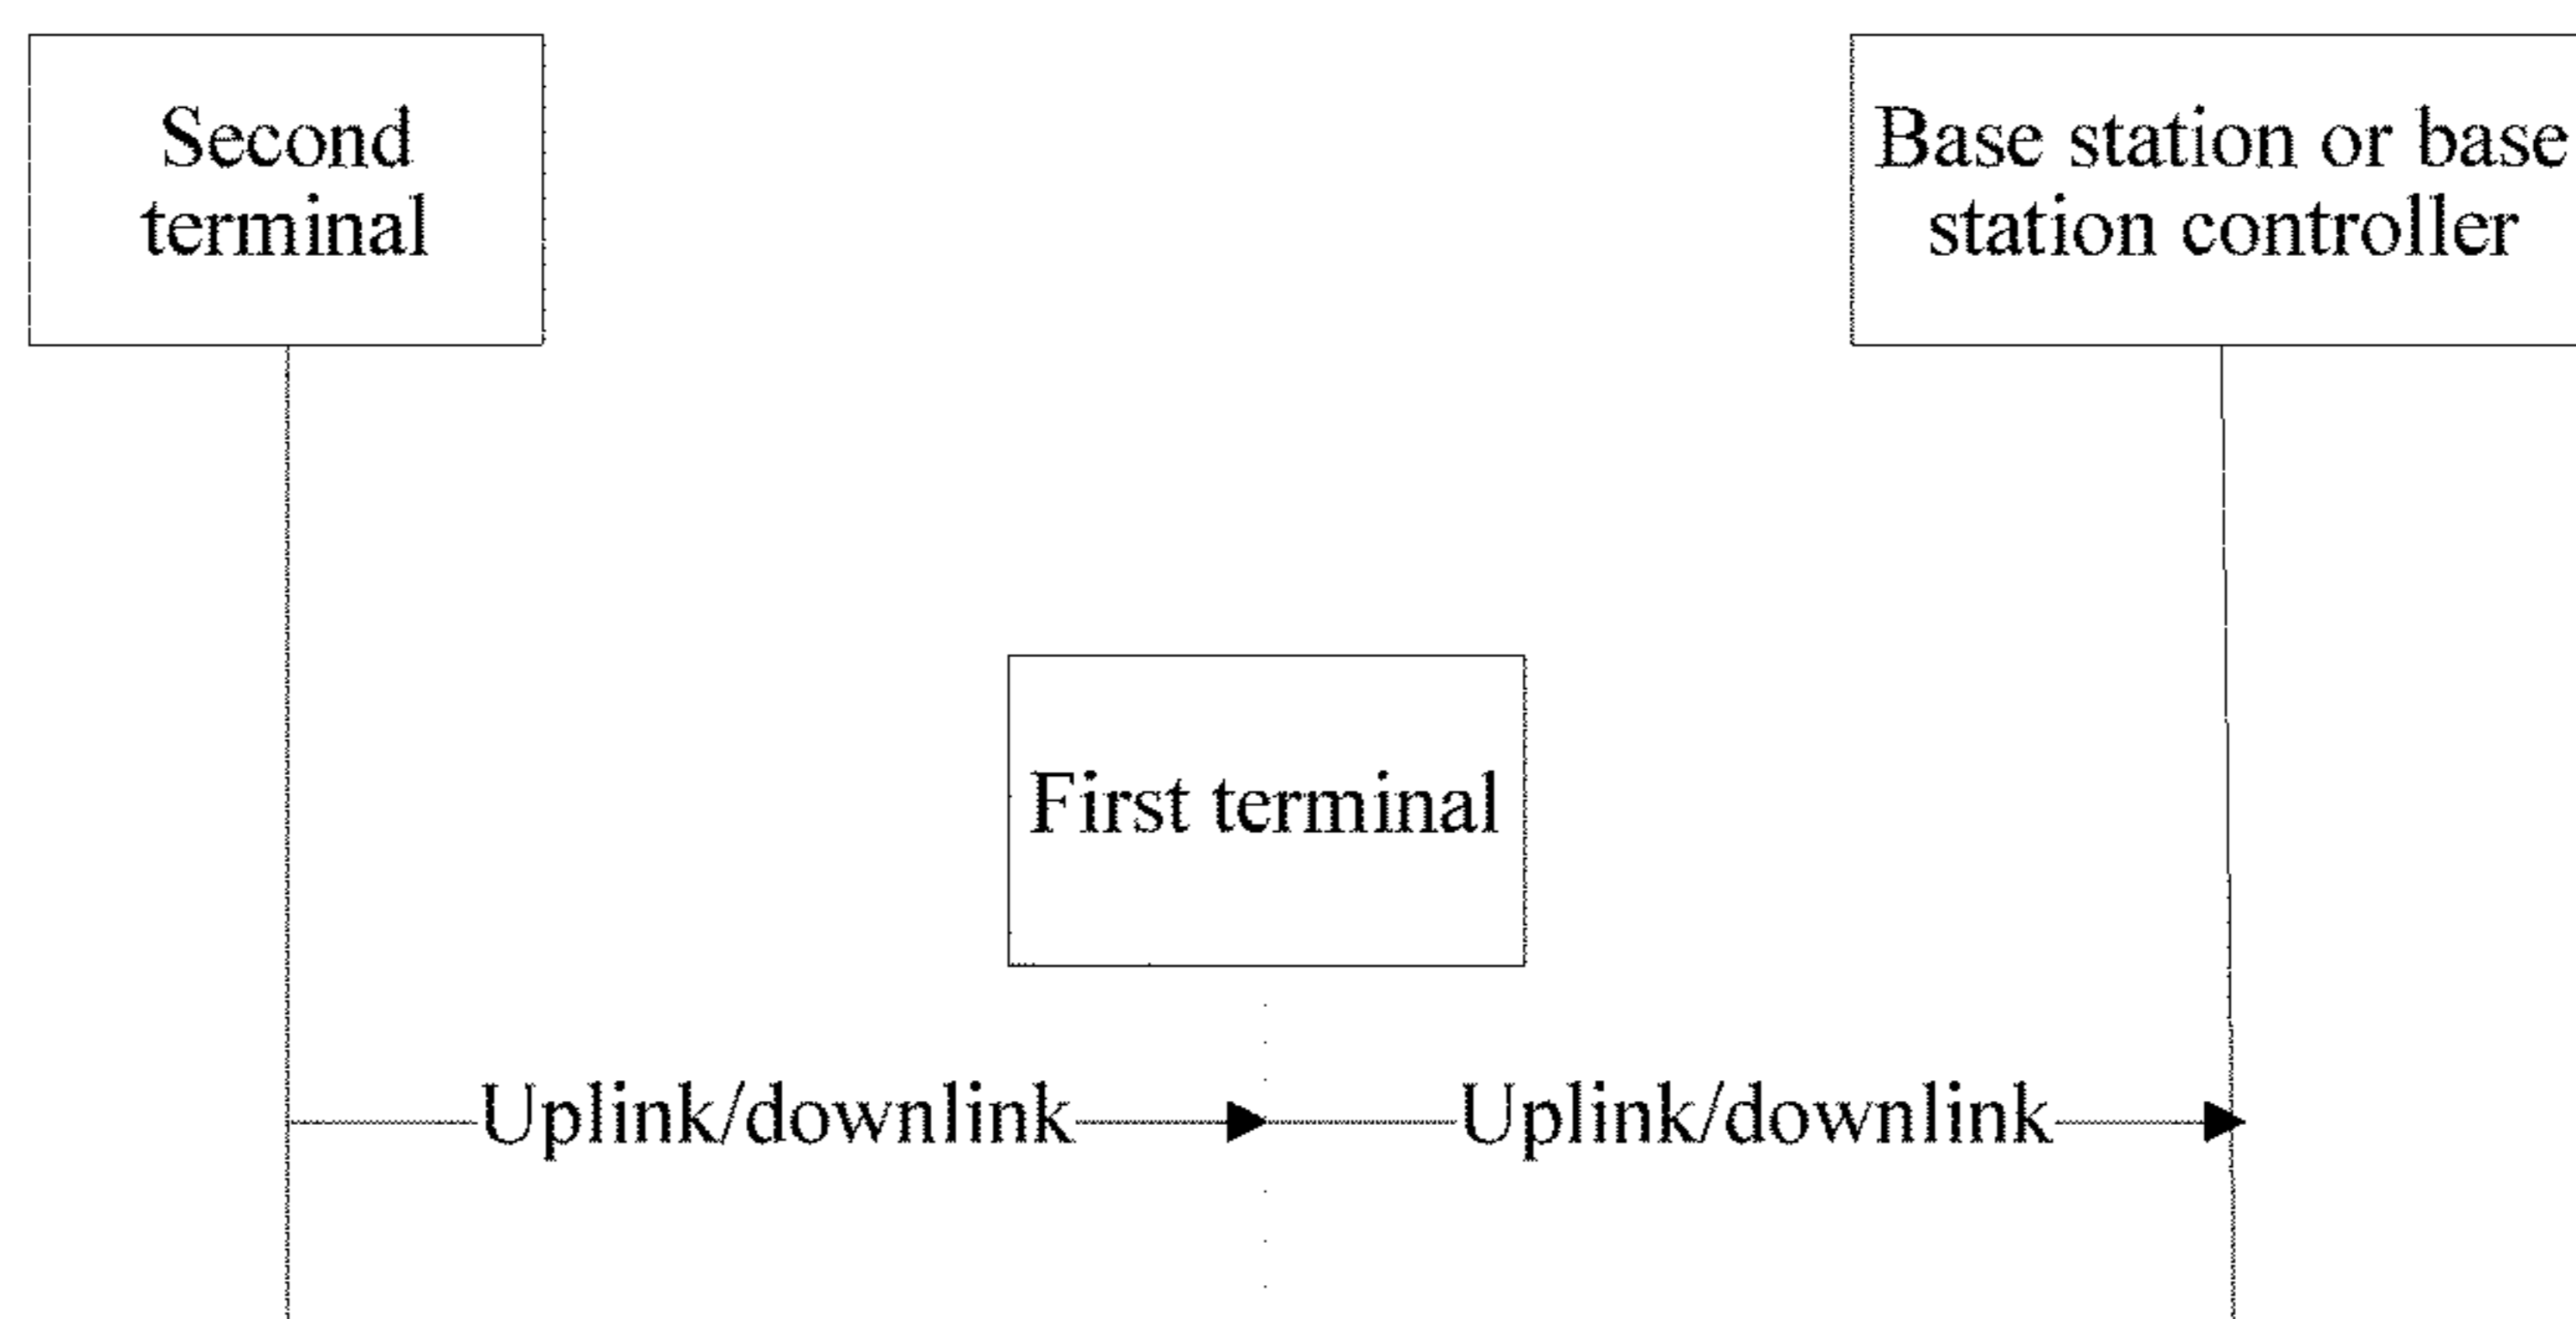 Second
terminal
Base station or base
station controller
First terminal
Uplink/downlink
Uplink/downlink